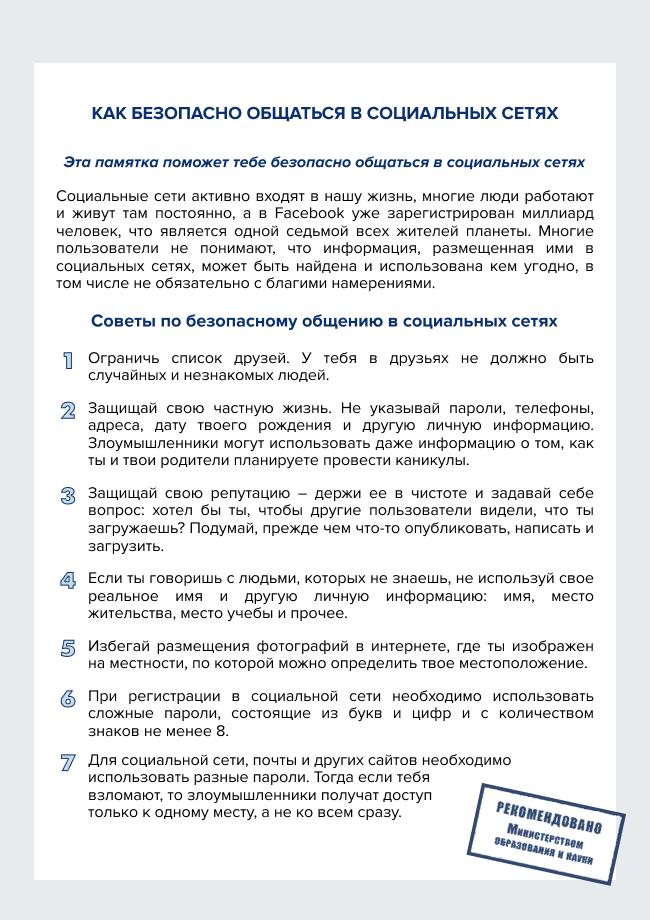 КАК БЕЗОПАСНО ОБЩАТЬСЯ В СОЦИАЛЬНЫХ СЕТЯХ
Эта памятка поможет тебе безопасно общаться в социальных сетях
Социальные сети активно входят в нашу жизнь, многие люди работают
и живут там постоянно, а в Facebook уже зарегистрирован миллиард
человек, что является одной седьмой всех жителей планеты. Многие
пользователи не понимают, что информация, размещенная ими в
социальных сетях, может быть найдена и использована кем угодно, в
том числе не обязательно с благими намерениями.
Советы по безопасному общению в социальных сетях
1 Ограничь список друзей. У тебя в друзьях не должно быть
случайных и незнакомых людей.
2 Защищай свою частную жизнь. Не указывай пароли, телефоны,
адреса, дату твоего рождения и другую личную информацию.
Злоумышленники могут использовать даже информацию о том, как
ты и твои родители планируете провести каникулы.
3 Защищай свою репутацию – держи ее в чистоте и задавай себе
вопрос: хотел бы ты, чтобы другие пользователи видели, что ты
загружаешь? Подумай, прежде чем что-то опубликовать, написать и
загрузить.
4 Если ты говоришь с людьми, которых не знаешь, не используй свое
реальное имя и другую личную информацию: имя, место
жительства, место учебы и прочее.
5 Избегай размещения фотографий в интернете, где ты изображен
на местности, по которой можно определить твое местоположение.
6 При регистрации в социальной сети необходимо использовать
сложные пароли, состоящие из букв и цифр и с количеством
знаков не менее 8.
7 Для социальной сети, почты и других сайтов необходимо
использовать разные пароли. Тогда если тебя
взломают, то злоумышленники получат доступ
только к одному месту, а не ко всем сразу.
РЕКОМЕНДОВАНО
Министерством
образования и науки